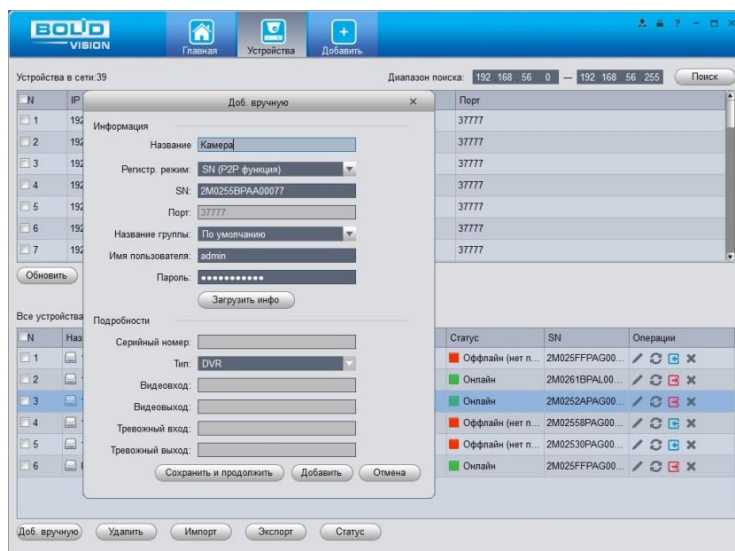 BOLID
VISION
Главная
Устройства
Добавить
Устройства в сети:39
Диапазон поиска: 192 168 56 0 — 192 168 56 255 Поиск
N IP Порт
1 192 37777
2 192 37777
3 192 37777
4 192 37777
5 192 37777
6 192 37777
7 192 37777
Обновить
Доб. вручную
Информация
Название Камера
Регистр. режим: SN (P2P функция)
SN: 2M0255BPAA00077
Порт: 37777
Название группы: По умолчанию
Имя пользователя: admin
Пароль: ●●●●●●●●●●●
Загрузить инфо
Подробности
Серийный номер:
Тип: DVR
Видеовход:
Видеовыход:
Тревожный вход:
Тревожный выход:
Сохранить и продолжить Добавить Отмена
Все устройства
N Наз Статус SN Операции
1 Оффлайн (нет п... 2M025FFPAG00...
2 Онлайн 2M0261BPAL00...
3 Онлайн 2M0252APAG00...
4 Оффлайн (нет п... 2M02558PAG00...
5 Оффлайн (нет п... 2M02530PAG00...
6 Онлайн 2M025FFPAG00...
Доб. вручную Удалить Импорт Экспорт Статус